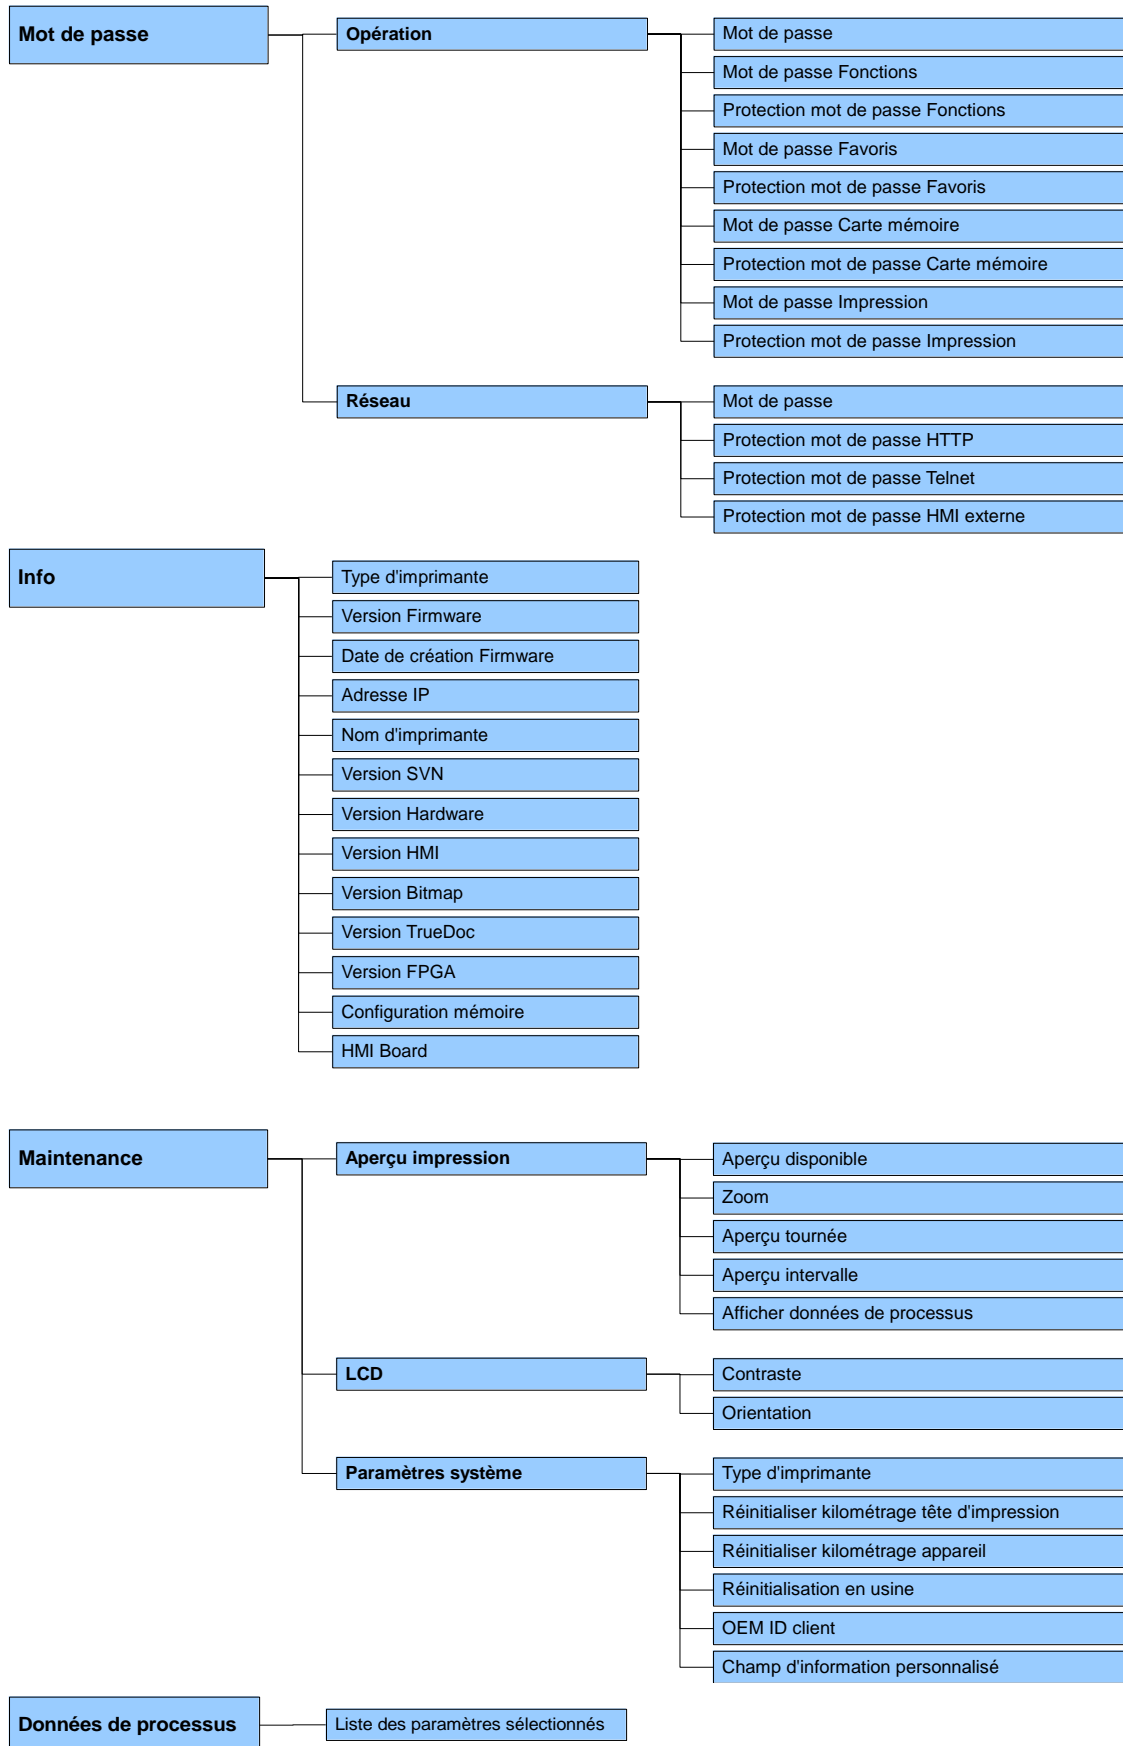 Mot de passe
Opération
Mot de passe
Mot de passe Fonctions
Protection mot de passe Fonctions
Mot de passe Favoris
Protection mot de passe Favoris
Mot de passe Carte mémoire
Protection mot de passe Carte mémoire
Mot de passe Impression
Protection mot de passe Impression
Réseau
Mot de passe
Protection mot de passe HTTP
Protection mot de passe Telnet
Protection mot de passe HMI externe
Info
Type d'imprimante
Version Firmware
Date de création Firmware
Adresse IP
Nom d'imprimante
Version SVN
Version Hardware
Version HMI
Version Bitmap
Version TrueDoc
Version FPGA
Configuration mémoire
HMI Board
Maintenance
Aperçu impression
Aperçu disponible
Zoom
Aperçu tournée
Aperçu intervalle
Afficher données de processus
LCD
Contraste
Orientation
Paramètres système
Type d'imprimante
Réinitialiser kilométrage tête d'impression
Réinitialiser kilométrage appareil
Réinitialisation en usine
OEM ID client
Champ d'information personnalisé
Données de processus
Liste des paramètres sélectionnés